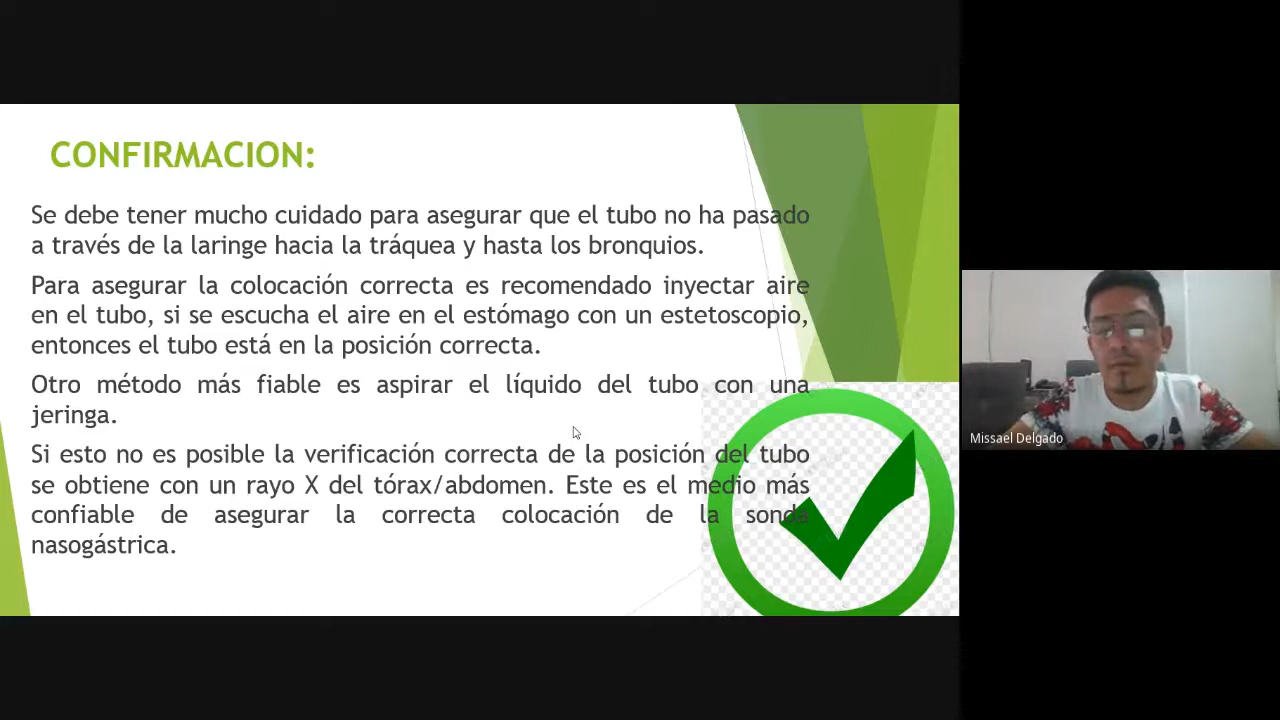 CONFIRMACION:
Se debe tener mucho cuidado para asegurar que el tubo no ha pasado
a través de la laringe hacia la tráquea y hasta los bronquios.
Para asegurar la colocación correcta es recomendado inyectar aire
en el tubo, si se escucha el aire en el estómago con un estetoscopio,
entonces el tubo está en la posición correcta.
Otro método más fiable es aspirar el líquido del tubo con una
jeringa.
Si esto no es posible la verificación correcta de la posición del tubo
se obtiene con un rayo X del tórax/abdomen. Este es el medio más
confiable de asegurar la correcta colocación de la sonda
nasogástrica.
Missael Delgado